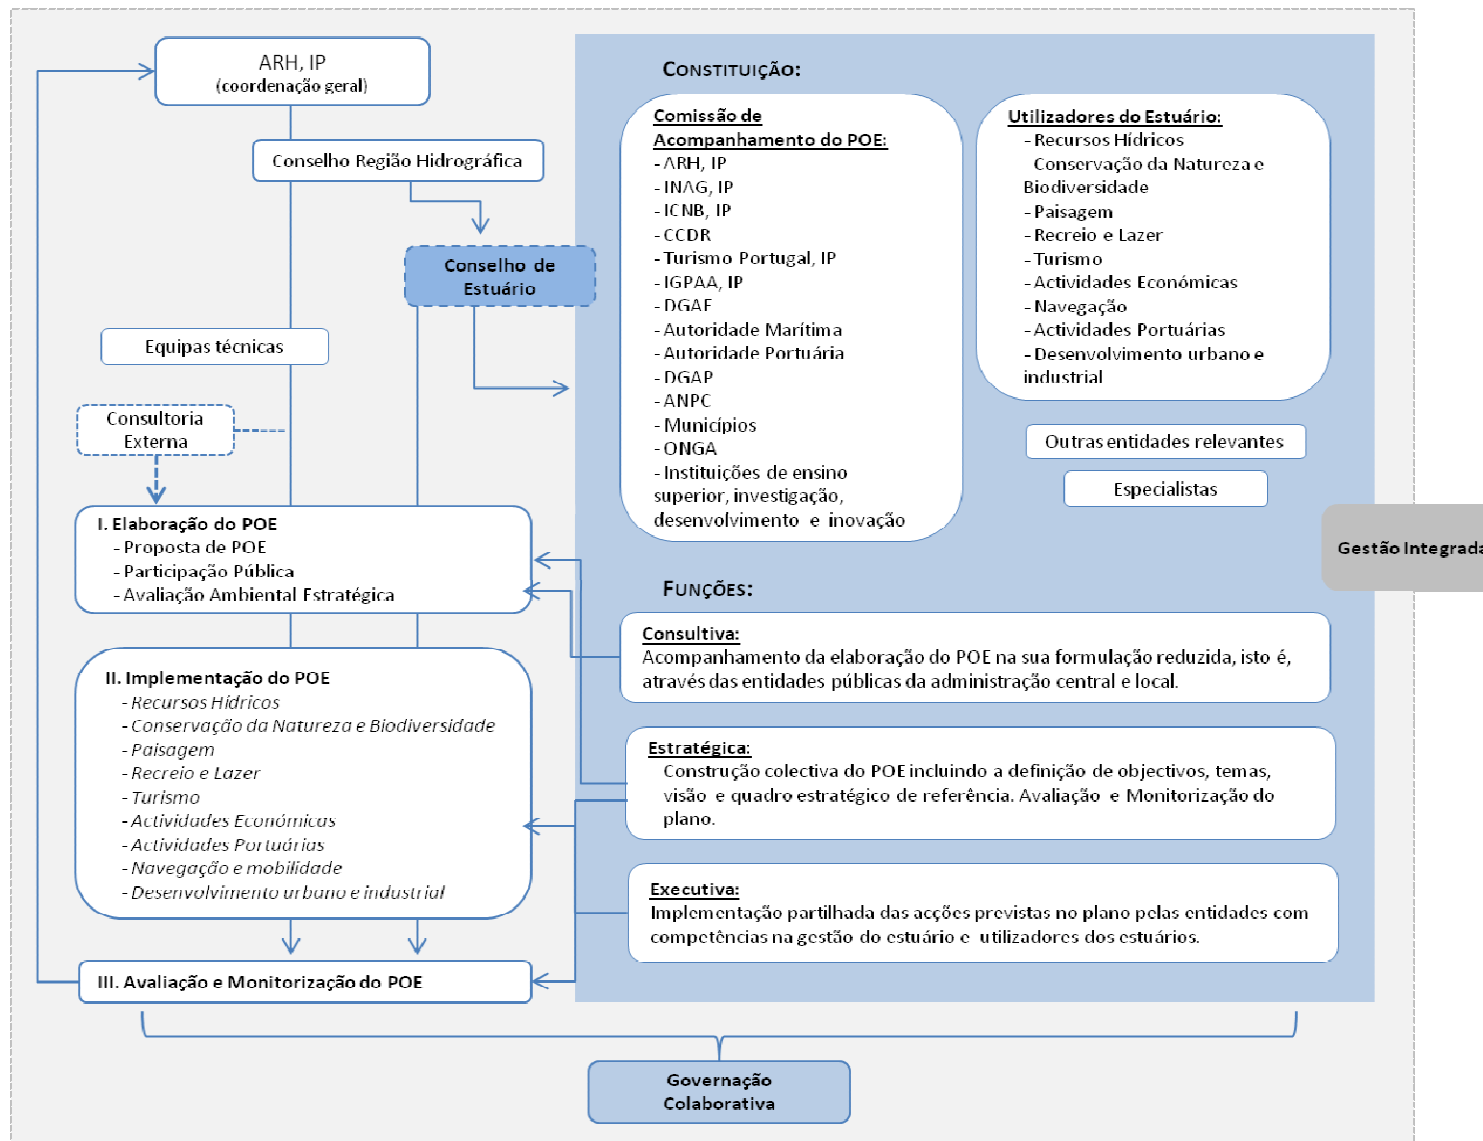 ARH, IP
(coordenação geral)
Conselho Região Hidrográfica
Conselho de
Estuário
Equipas técnicas
Consultoria
Externa
I. Elaboração do POE
- Proposta de POE
- Participação Pública
- Avaliação Ambiental Estratégica
II. Implementação do POE
- Recursos Hídricos
- Conservação da Natureza e Biodiversidade
- Paisagem
- Recreio e Lazer
- Turismo
- Actividades Económicas
- Actividades Portuárias
- Navegação e mobilidade
- Desenvolvimento urbano e industrial
III. Avaliação e Monitorização do POE
CONSTITUIÇÃO:
Comissão de
Acompanhamento do POE:
- ARH, IP
- INAG, IP
- ICNB, IP
- CCDR
- Turismo Portugal, IP
- IGPAA, IP
- DGAE
- Autoridade Marítima
- Autoridade Portuária
- DGAP
- ANPC
- Municípios
- ONGA
- Instituições de ensino
superior, investigação,
desenvolvimento e inovação
Utilizadores do Estuário:
- Recursos Hídricos
Conservação da Natureza e
Biodiversidade
- Paisagem
- Recreio e Lazer
- Turismo
- Actividades Económicas
- Navegação
- Actividades Portuárias
- Desenvolvimento urbano e
industrial
Outras entidades relevantes
Especialistas
Gestão Integrada
FUNÇÕES:
Consultiva:
Acompanhamento da elaboração do POE na sua formulação reduzida, isto é,
através das entidades públicas da administração central e local.
Estratégica:
Construção colectiva do POE incluindo a definição de objectivos, temas,
visão e quadro estratégico de referência. Avaliação e Monitorização do
plano.
Executiva:
Implementação partilhada das acções previstas no plano pelas entidades com
competências na gestão do estuário e utilizadores dos estuários.
Governação
Colaborativa